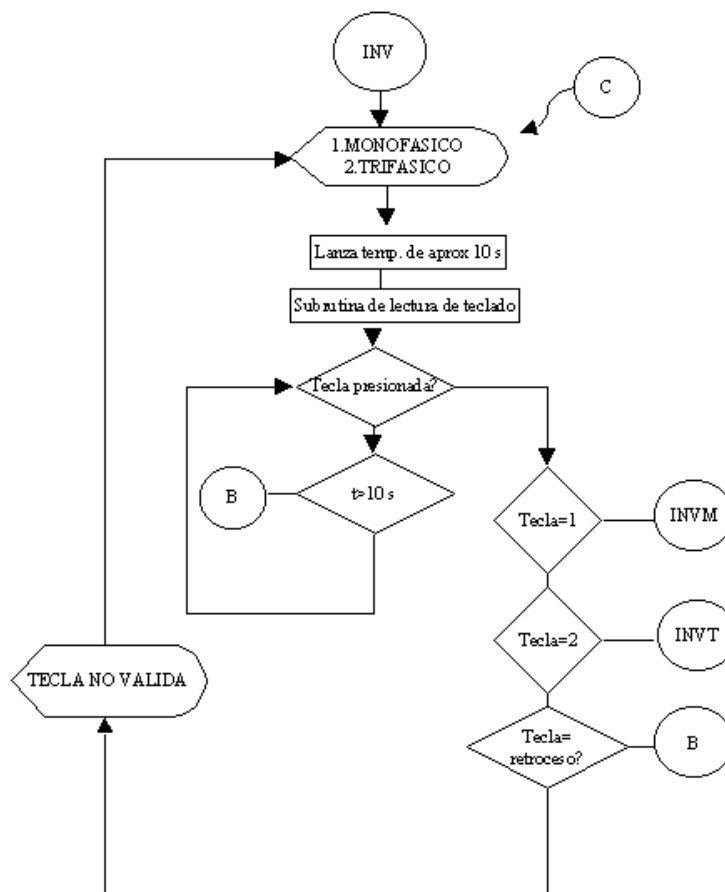 INV
C
1.MONOFASICO
2.TRIFASICO
Lanza temp. de aprox 10 s
Subrutina de lectura de teclado
Tecla presionada?
B
t>10 s
Tecla=1
INVM
Tecla=2
INVT
TECLA NO VALIDA
Tecla=
retroceso?
B